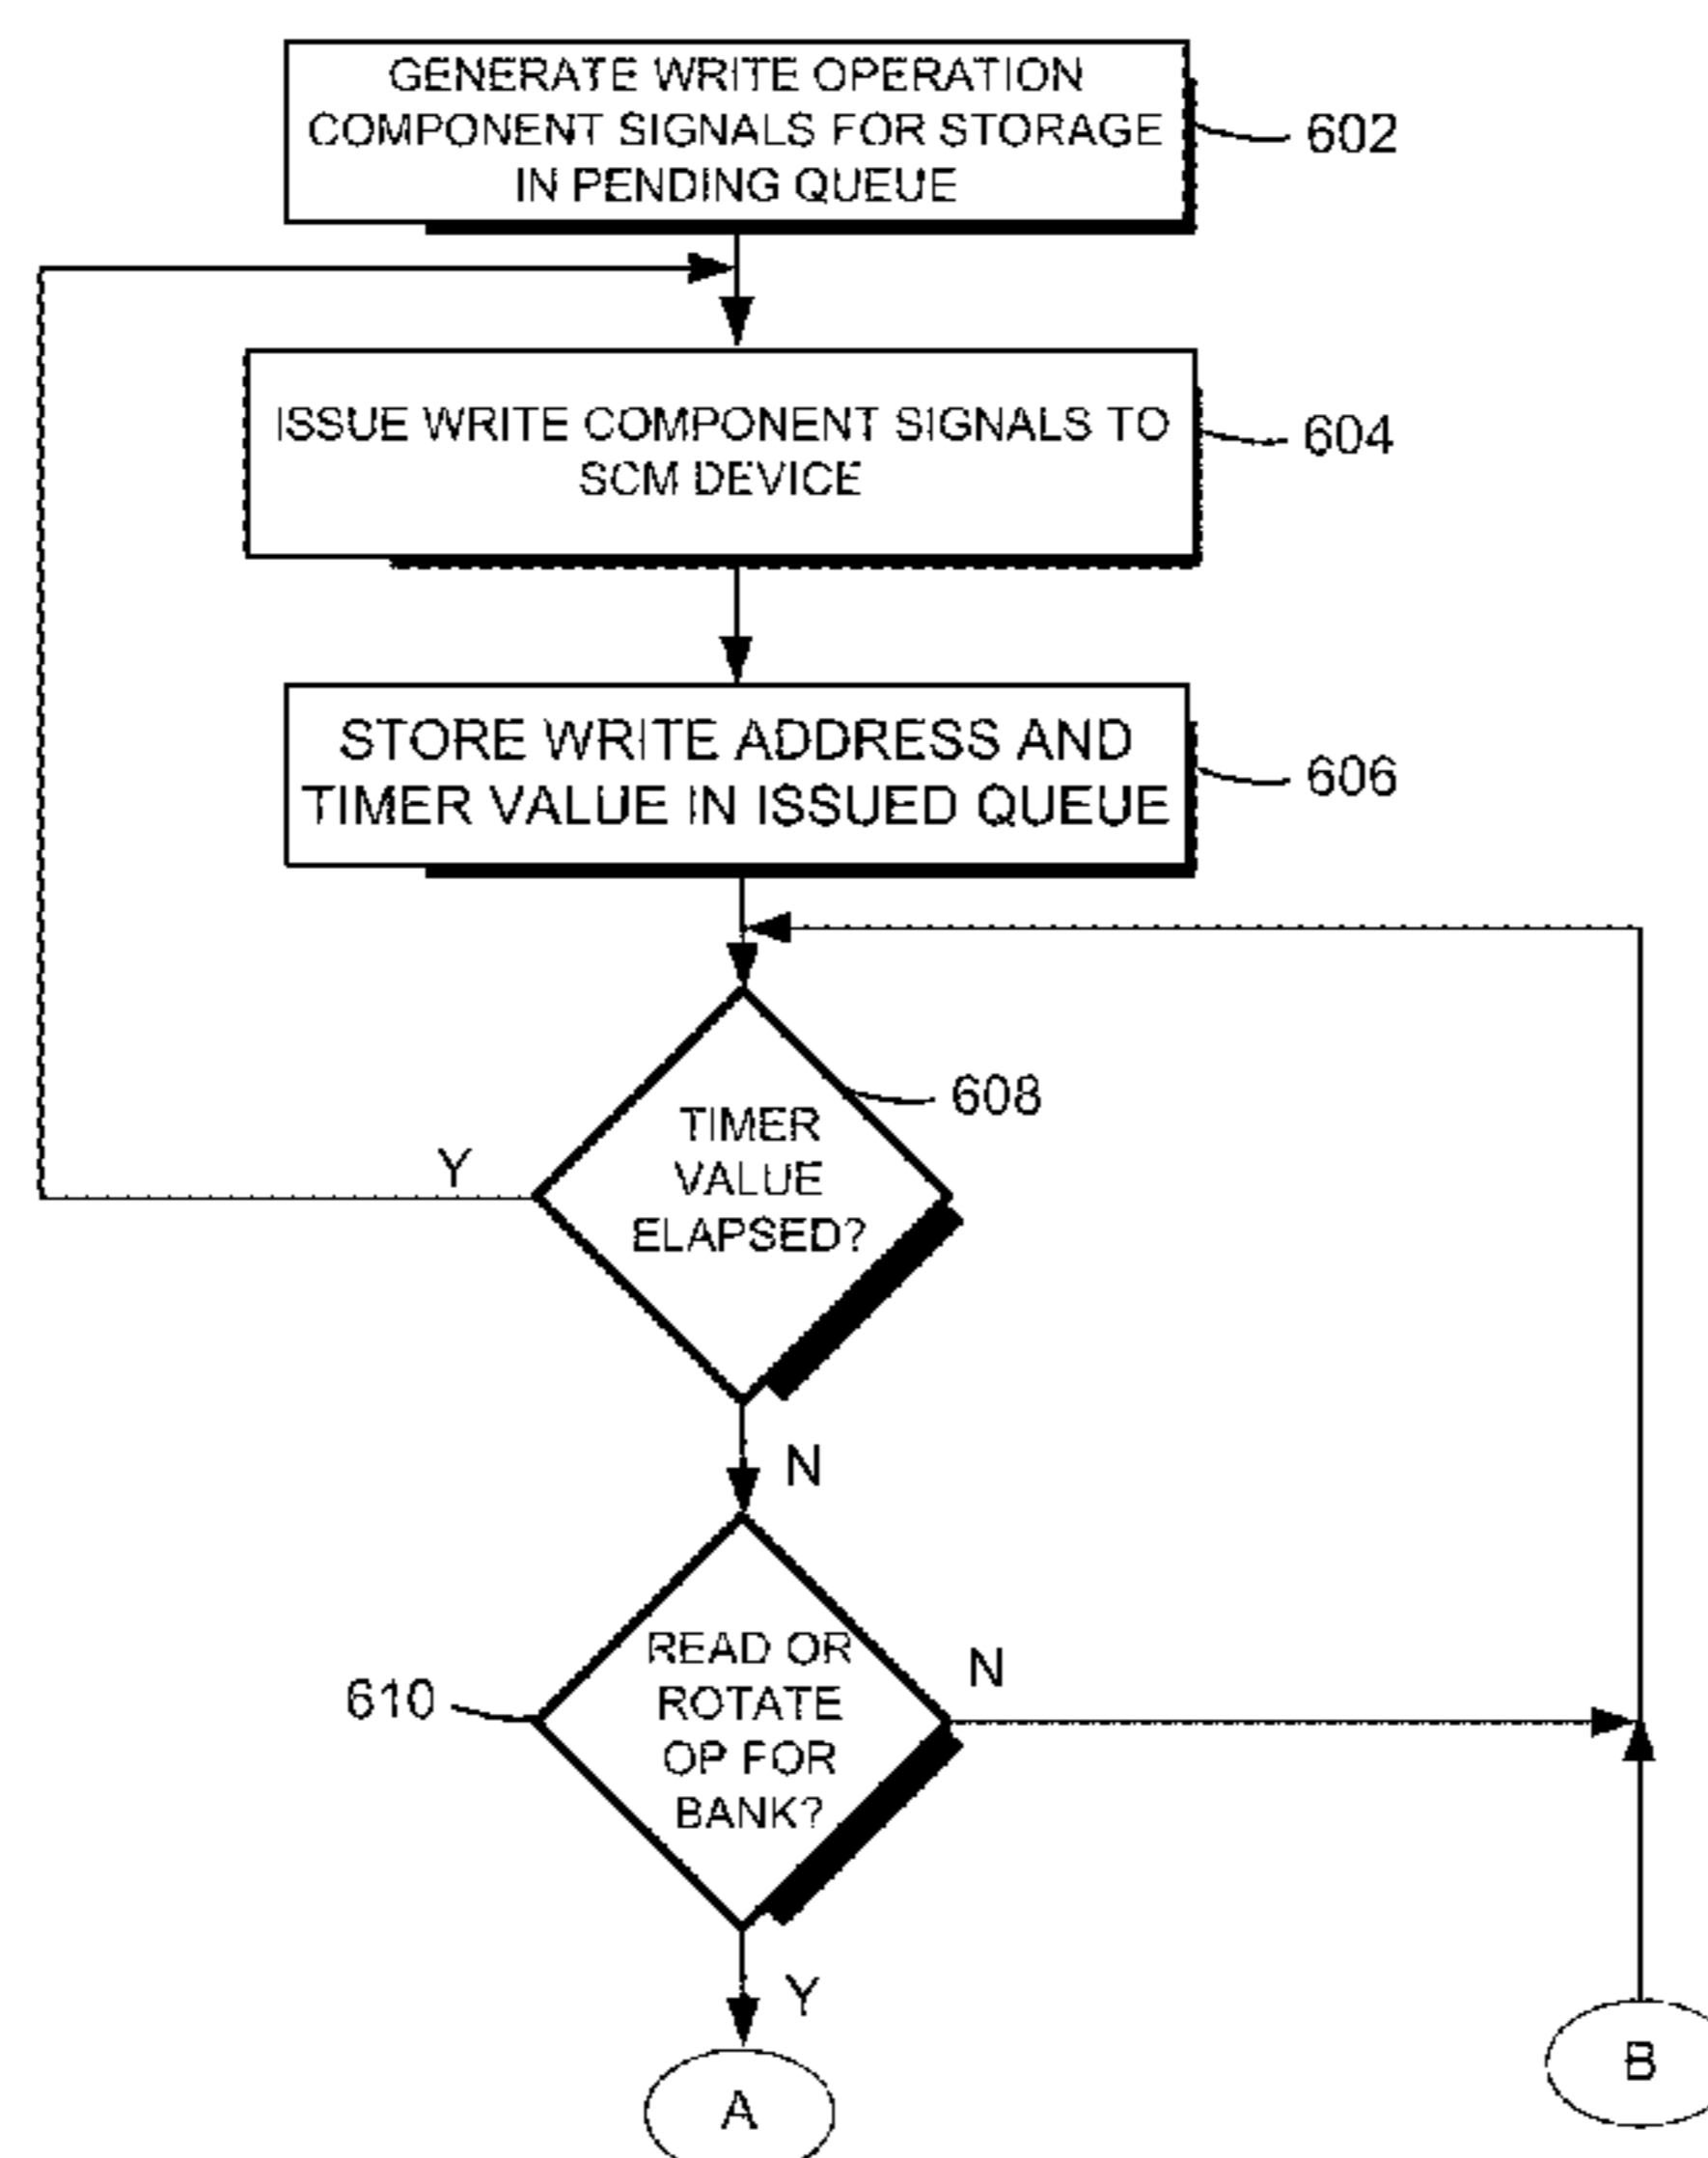 GENERATE WRITE OPERATION
COMPONENT SIGNALS FOR STORAGE
IN PENDING QUEUE
602
ISSUE WRITE COMPONENT SIGNALS TO
SCM DEVICE
604
STORE WRITE ADDRESS AND
TIMER VALUE IN ISSUED QUEUE
606
608
TIMER
VALUE
ELAPSED?
Y
N
READ OR
ROTATE
OP FOR
BANK?
610
N
Y
A
B